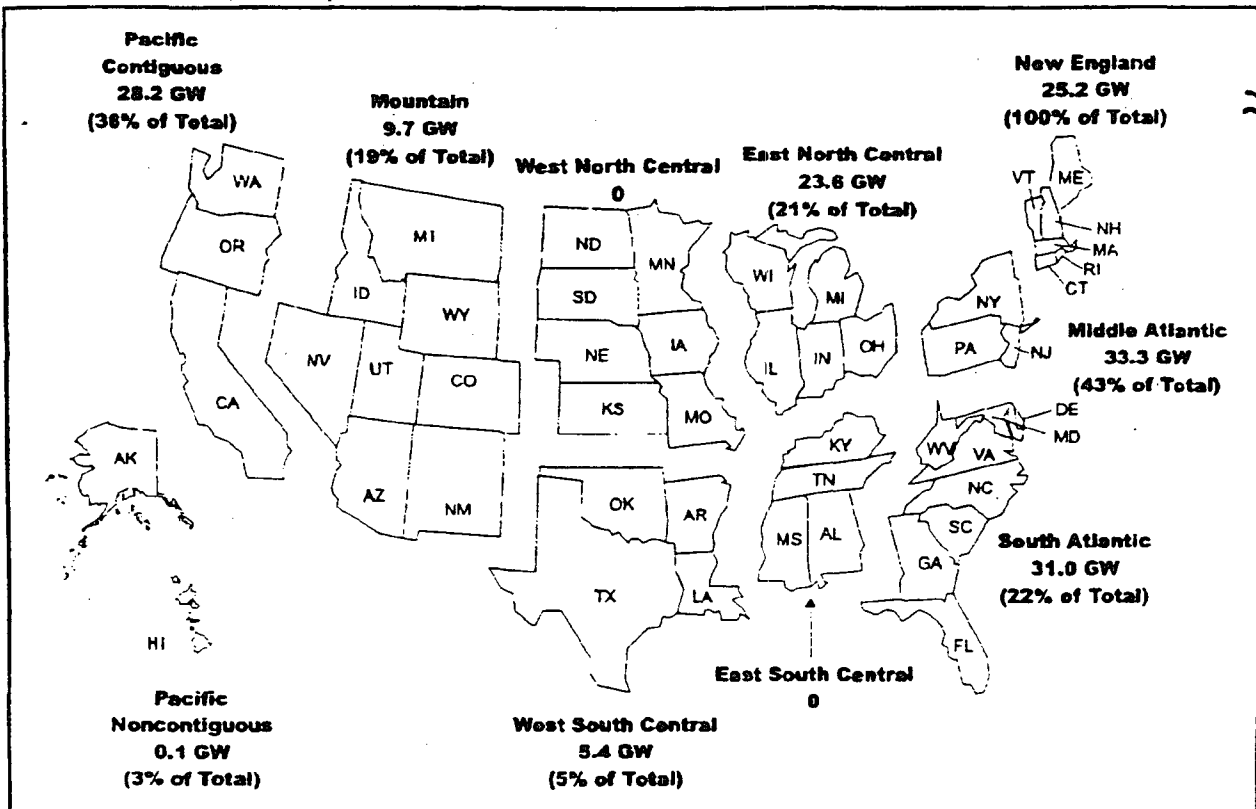 Pacific
Contiguous
28.2 GW
(36% of Total)
Mountain
9.7 GW
(19% of Total)
West North Central
0
East North Central
23.6 GW
(21% of Total)
New England
25.2 GW
(100% of Total)
WA
OR
CA
NV
ID
MT
WY
UT
CO
AZ
NM
ND
SD
NE
KS
MN
IA
MO
OK
AR
TX
LA
WI
MI
IL
IN
OH
KY
TN
MS
AL
VT
ME
NH
MA
RI
CT
NY
PA
NJ
Middle Atlantic
33.3 GW
(43% of Total)
DE
MD
WV
VA
NC
SC
GA
FL
South Atlantic
31.0 GW
(22% of Total)
AK
HI
East South Central
0
Pacific
Noncontiguous
0.1 GW
(3% of Total)
West South Central
5.4 GW
(5% of Total)